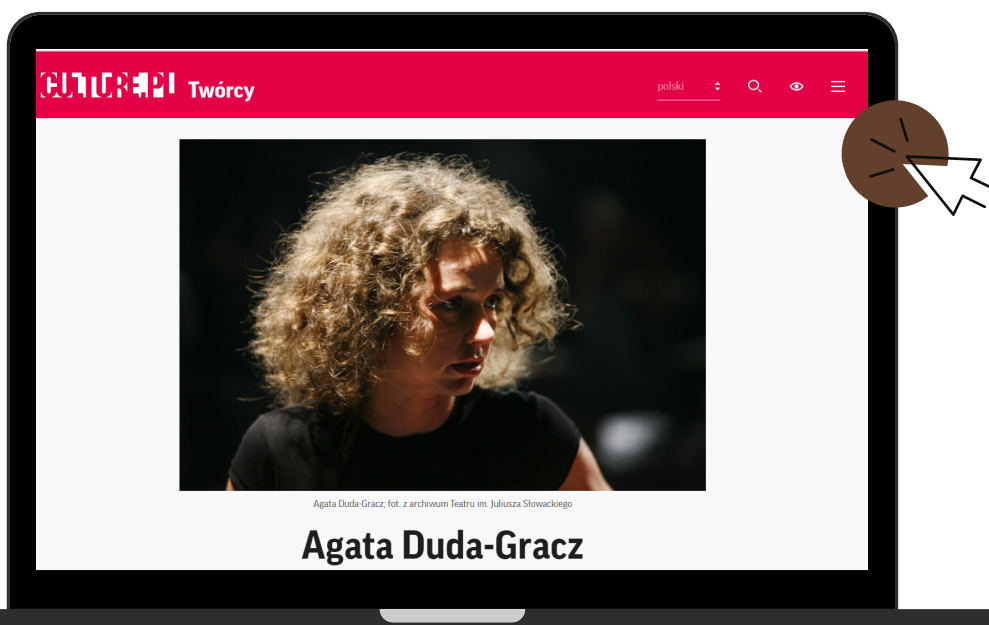 CULTURE.PL Twórcy
polski
Agata Duda-Gracz; fot. z archiwum Teatru im. Juliusza Słowackiego
Agata Duda-Gracz